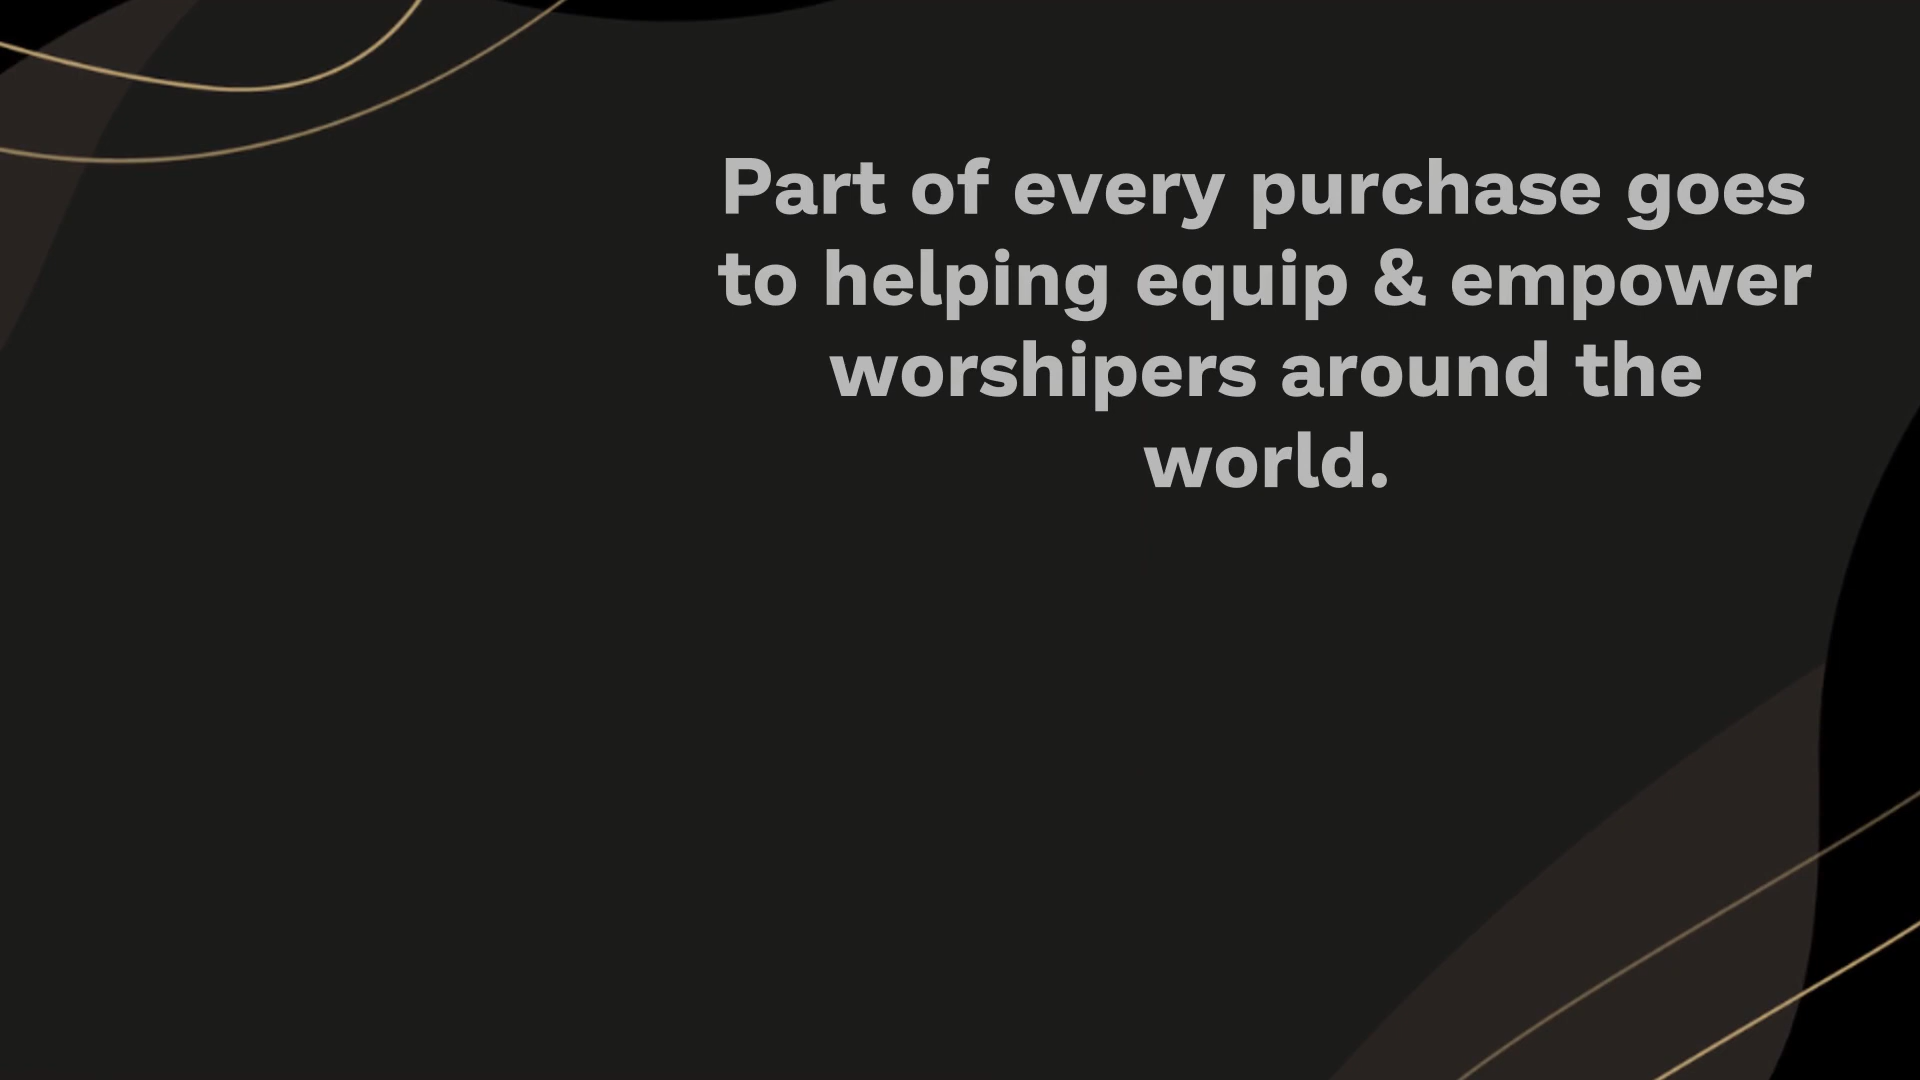 Part of every purchase goes
to helping equip & empower
worshipers around the
world.